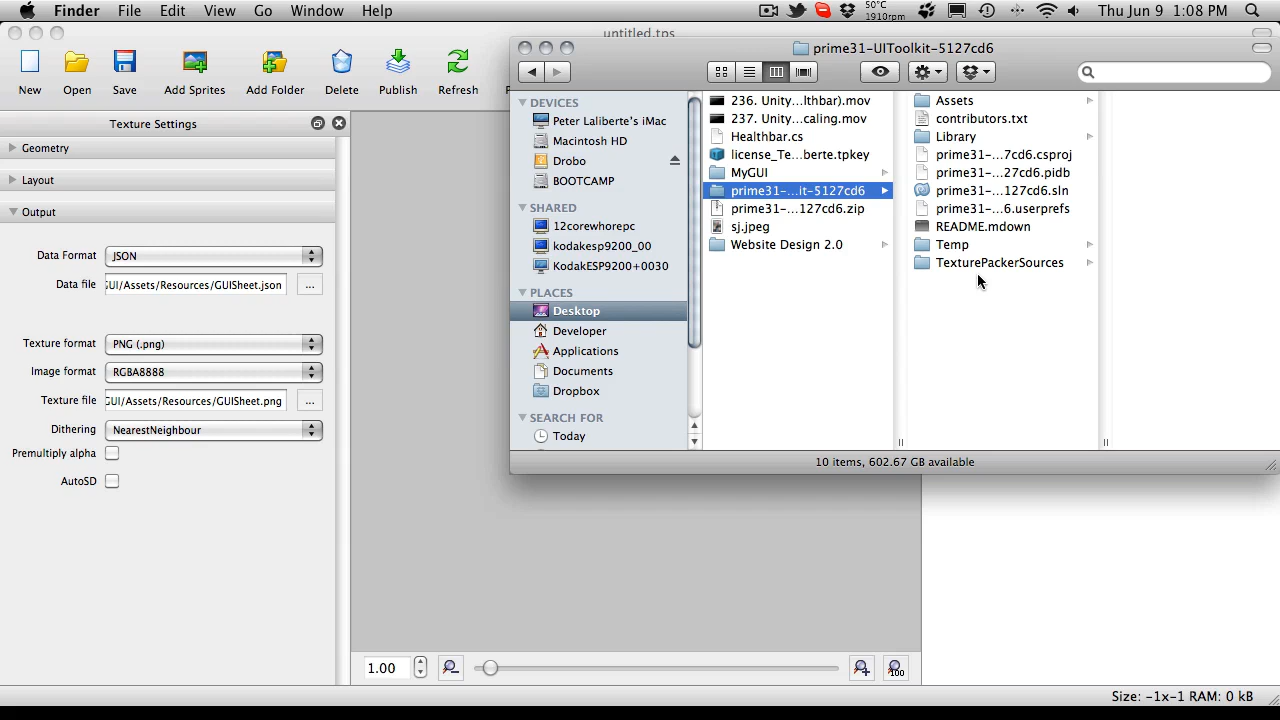 Finder File Edit View Go Window Help 50°C 1910rpm Thu Jun 9 1:08 PM
untitled.tps
prime31-UIToolkit-5127cd6
New Open Save Add Sprites Add Folder Delete Publish Refresh
Texture Settings
Geometry
Layout
Output
Data Format JSON
Data file GUI/Assets/Resources/GUISheet.json ...
Texture format PNG (.png)
Image format RGBA8888
Texture file GUI/Assets/Resources/GUISheet.png ...
Dithering NearestNeighbour
Premultiply alpha
AutoSD
DEVICES
Peter Laliberte's iMac
Macintosh HD
Drobo
BOOTCAMP
SHARED
12corewhorepc
kodakesp9200_00
KodakESP9200+0030
PLACES
Desktop
Developer
Applications
Documents
Dropbox
SEARCH FOR
Today
236. Unity...lthbar).mov
237. Unity...caling.mov
Healthbar.cs
license_Te...berte.tpkey
MyGUI
prime31-...it-5127cd6
prime31-...127cd6.zip
sj.jpeg
Website Design 2.0
Assets
contributors.txt
Library
prime31-...7cd6.csproj
prime31-...27cd6.pidb
prime31-...127cd6.sln
prime31-...6.userprefs
README.mdown
Temp
TexturePackerSources
10 items, 602.67 GB available
1.00
100
Size: -1x-1 RAM: 0 kB